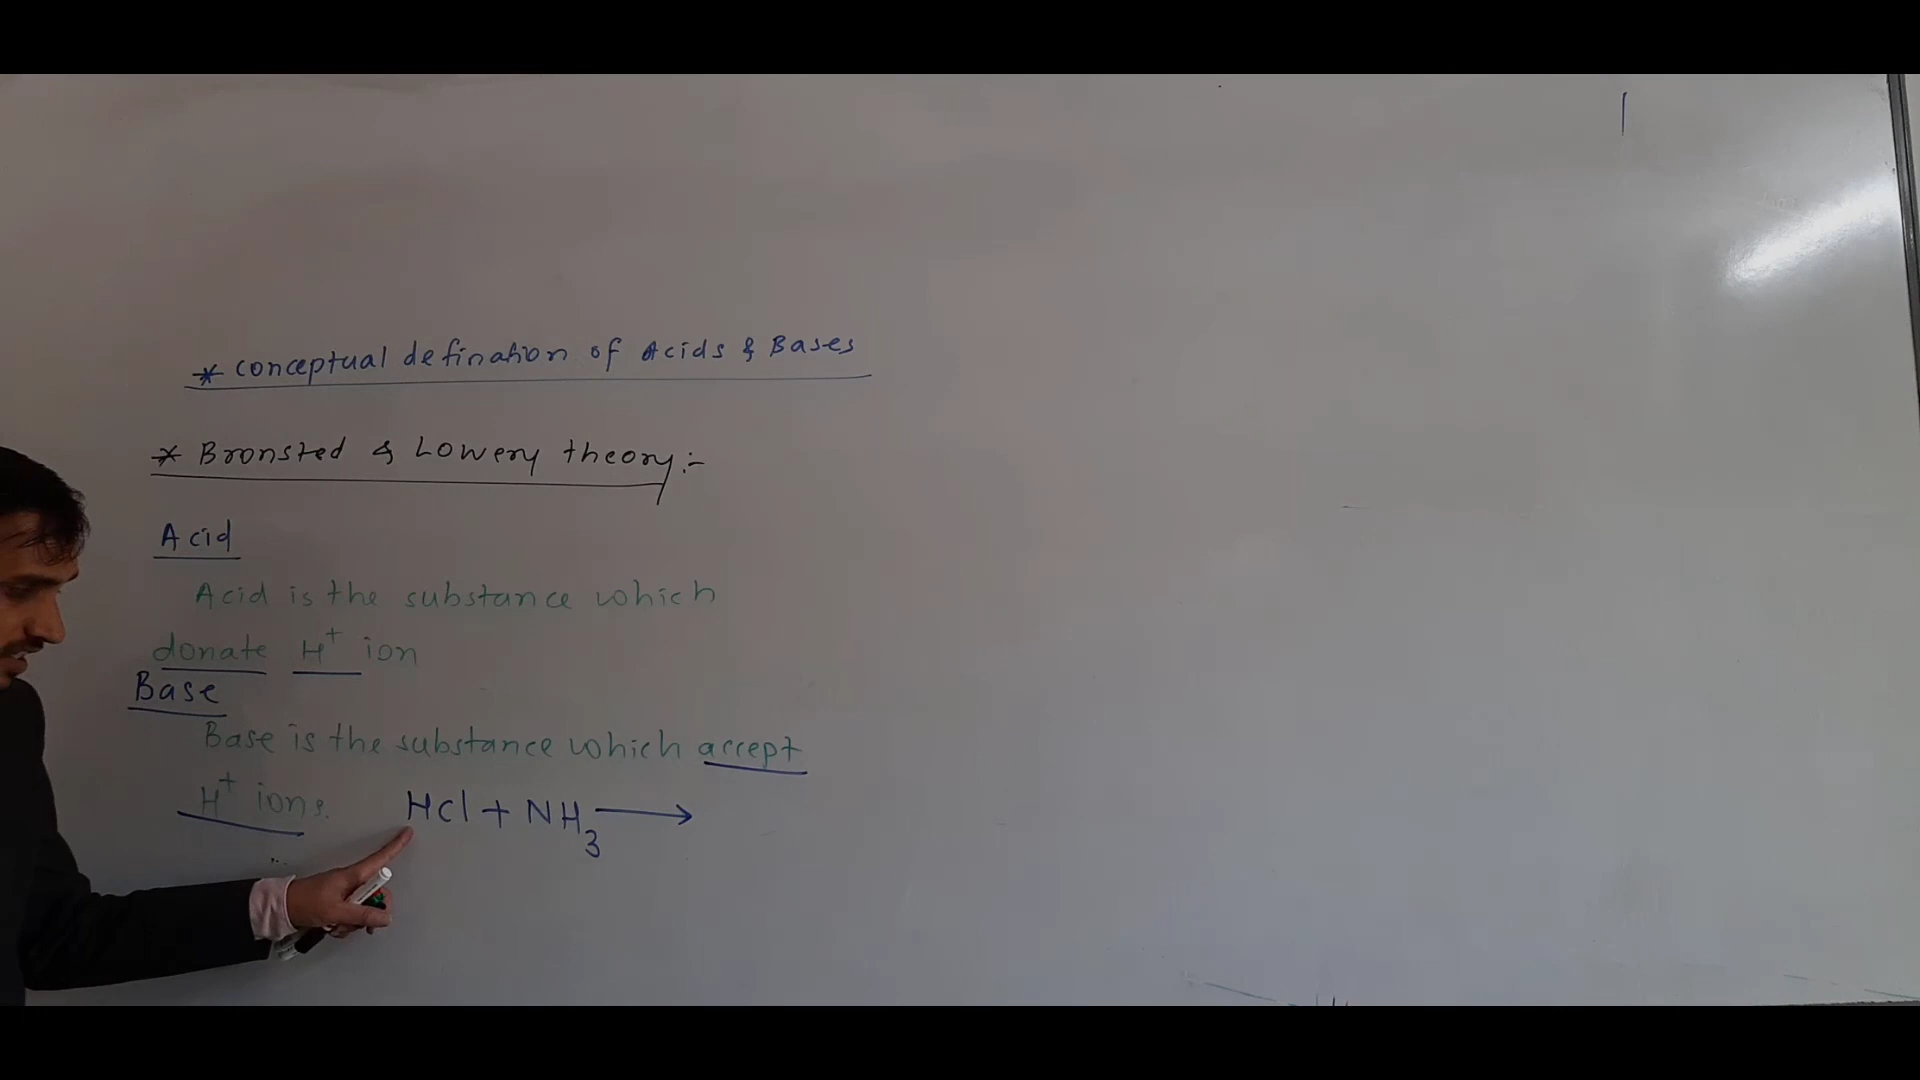 * Conceptual defination of Acids & Bases
* Bronsted & Lowery theory:-
Acid
Acid is the substance which
donate H⁺ ion
Base
Base is the substance which accept
H⁺ ions. HCl + NH₃ ⟶